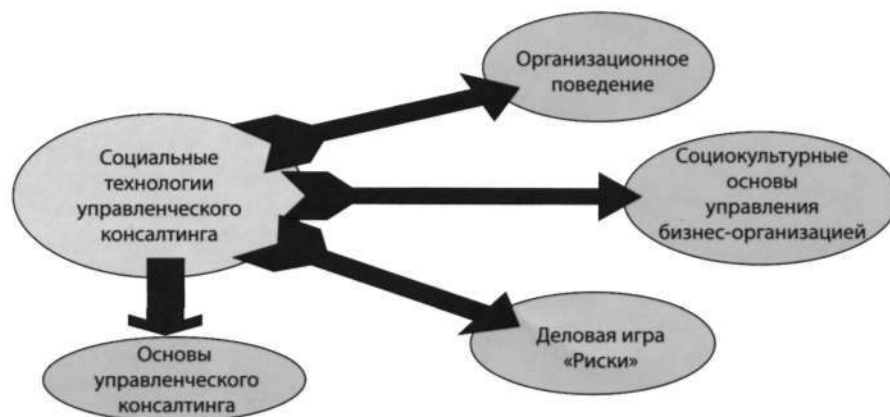 Организационное
поведение
Социальные
технологии
управленческого
консалтинга
Социокультурные
основы
управления
бизнес-организацией
Деловая игра
«Риски»
Основы
управленческого
консалтинга